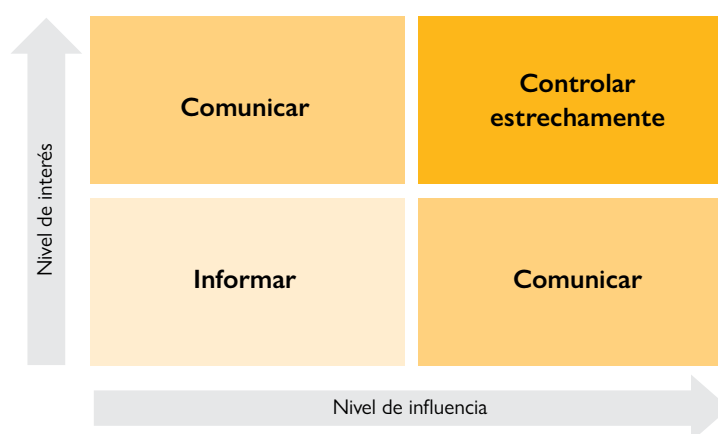 Nivel de interés
Comunicar
Controlar
estrechamente
Informar
Comunicar
Nivel de influencia